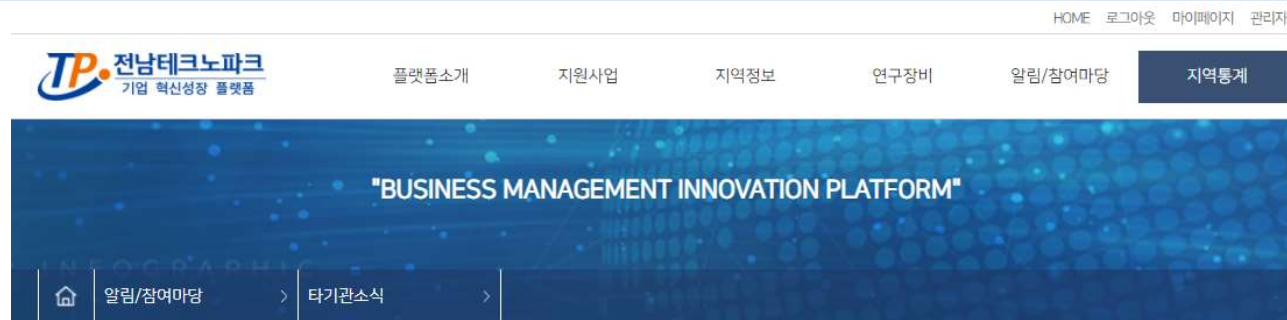 HOME 로그아웃 마이페이지 관리자
TP 전남테크노파크
기업 혁신성장 플랫폼
플랫폼소개 지원사업 지역정보 연구장비 알림/참여마당 지역통계
"BUSINESS MANAGEMENT INNOVATION PLATFORM"
INFOGRAPHIC
알림/참여마당 > 타기관소식 >